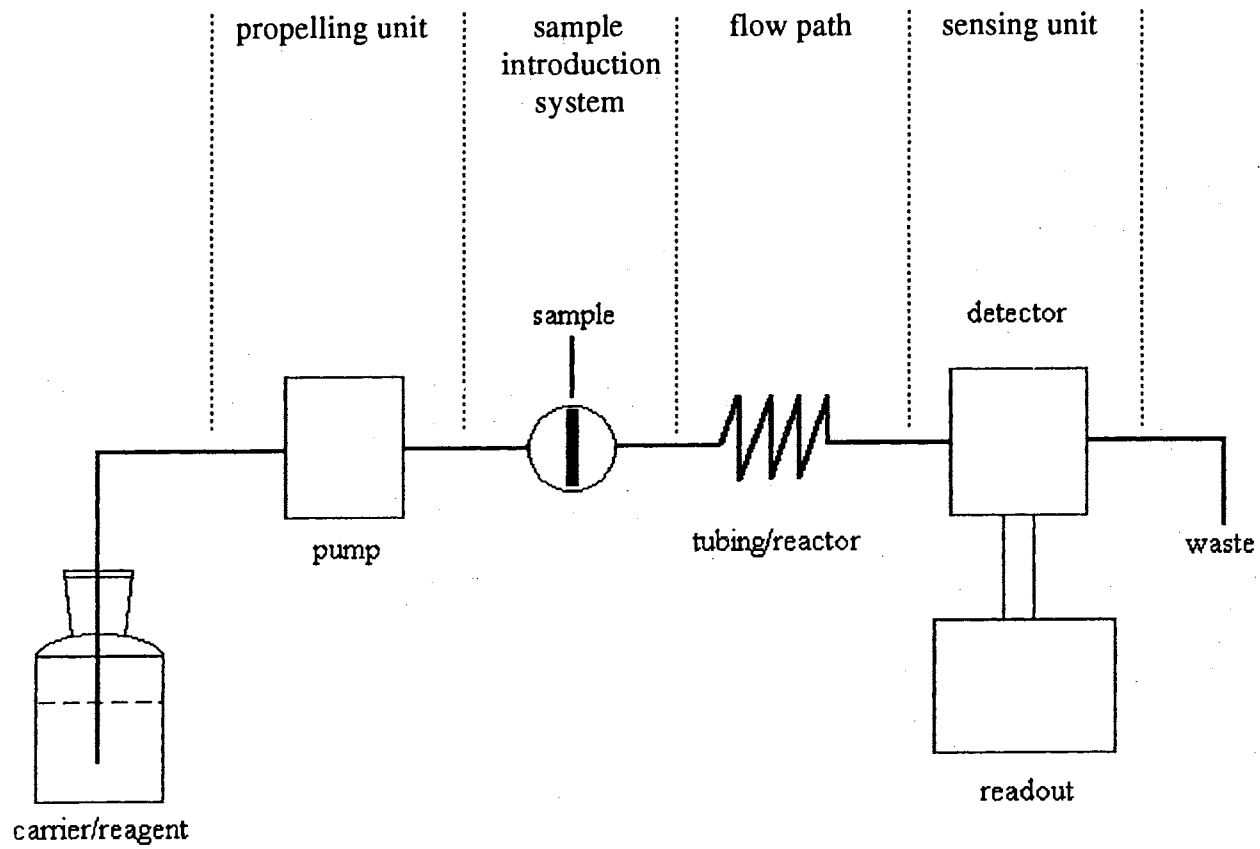 propelling unit
sample
introduction
system
flow path
sensing unit
sample
detector
pump
tubing/reactor
waste
readout
carrier/reagent